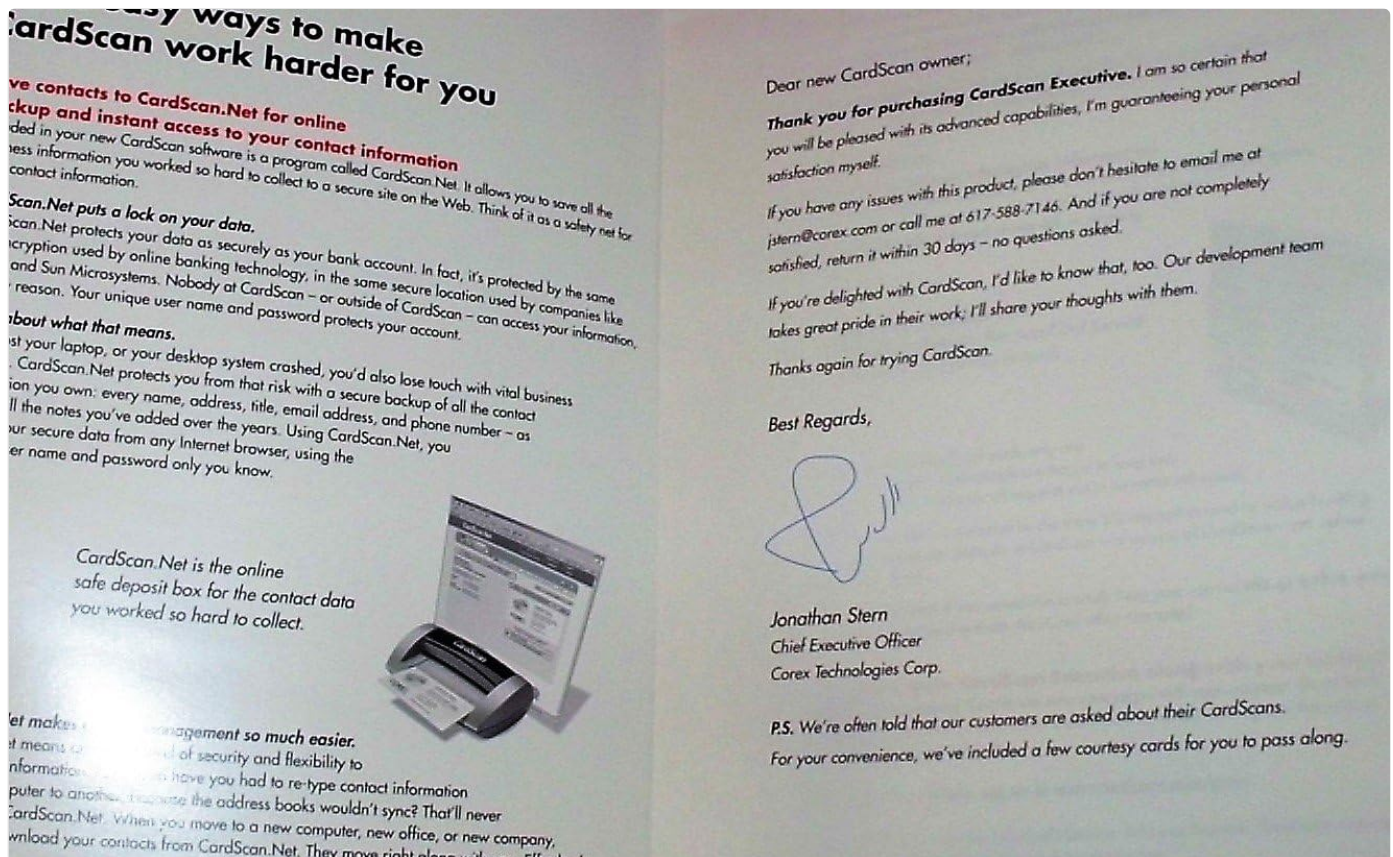 ways to make
CardScan work harder for you
contacts to CardScan.Net for online
and instant access to your contact information
in your new CardScan software is a program called CardScan.Net. It allows you to save all the
information you worked so hard to collect to a secure site on the Web. Think of it as a safety net for
contact information.
Scan.Net puts a lock on your data.
Scan.Net protects your data as securely as your bank account. In fact, it's protected by the same
used by online banking technology, in the same secure location used by companies like
and Sun Microsystems. Nobody at CardScan – or outside of CardScan – can access your information,
reason. Your unique user name and password protects your account.
about what that means.
your laptop, or your desktop system crashed, you'd also lose touch with vital business
CardScan.Net protects you from that risk with a secure backup of all the contact
you own: every name, address, title, email address, and phone number – as
the notes you've added over the years. Using CardScan.Net, you
secure data from any Internet browser, using the
name and password only you know.
CardScan.Net is the online
safe deposit box for the contact data
you worked so hard to collect.
CardScan
makes so much easier.
means of security and flexibility to
have you had to re-type contact information
to the address books wouldn't sync? That'll never
CardScan.Net. When you move to a new computer, new office, or new company,
your contacts from CardScan.Net. They move right along
Dear new CardScan owner;
Thank you for purchasing CardScan Executive. I am so certain that
you will be pleased with its advanced capabilities, I'm guaranteeing your personal
satisfaction myself.
If you have any issues with this product, please don't hesitate to email me at
jstern@corex.com or call me at 617-588-7146. And if you are not completely
satisfied, return it within 30 days – no questions asked.
If you're delighted with CardScan, I'd like to know that, too. Our development team
takes great pride in their work; I'll share your thoughts with them.
Thanks again for trying CardScan.
Best Regards,
Jonathan Stern
Chief Executive Officer
Corex Technologies Corp.
P.S. We're often told that our customers are asked about their CardScans.
For your convenience, we've included a few courtesy cards for you to pass along.